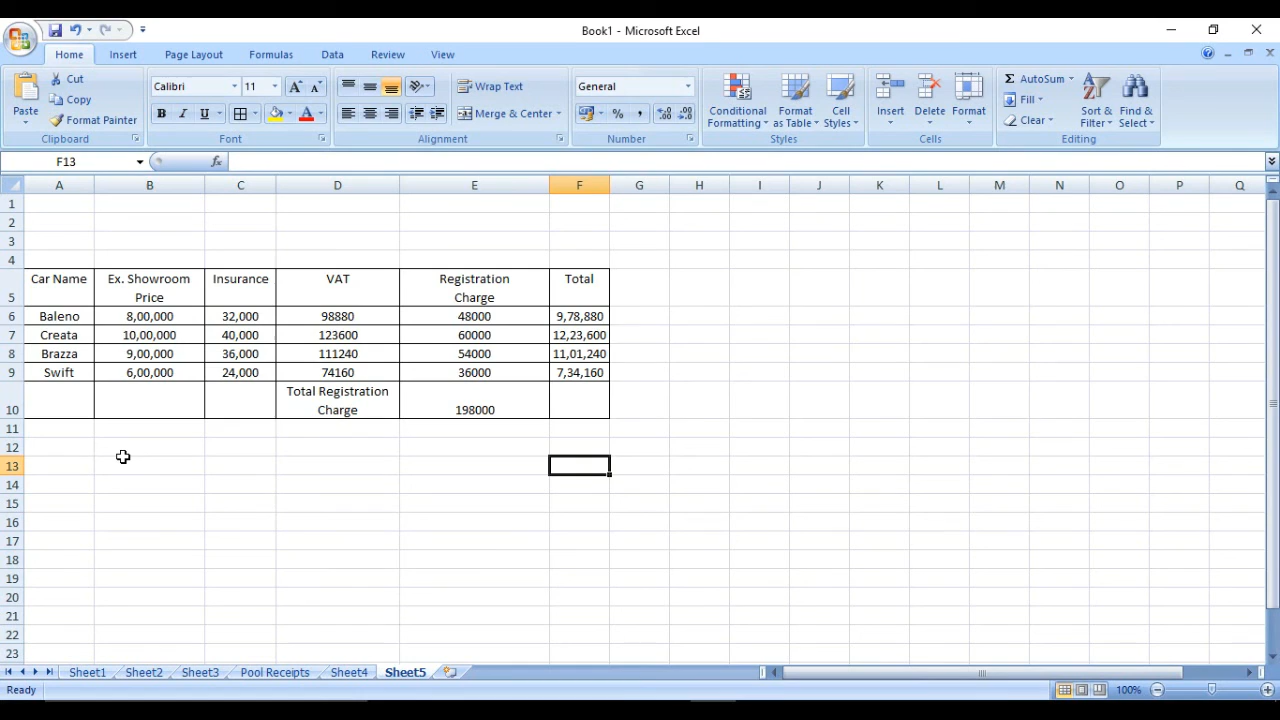 Book1 - Microsoft Excel
Home Insert Page Layout Formulas Data Review View
Paste
Cut
Copy
Format Painter
Clipboard
Calibri 11
B I U A
Font
Wrap Text
Merge & Center
Alignment
General
% ,
Number
Conditional Formatting
Format as Table
Cell Styles
Styles
Insert Delete Format
Cells
Σ AutoSum
Fill
Clear
Sort & Filter
Find & Select
Editing
F13 fx
A B C D E F G H I J K L M N O P Q
1
2
3
4
5 Car Name Ex. Showroom Price Insurance VAT Registration Charge Total
6 Baleno 8,00,000 32,000 98880 48000 9,78,880
7 Creata 10,00,000 40,000 123600 60000 12,23,600
8 Brazza 9,00,000 36,000 111240 54000 11,01,240
9 Swift 6,00,000 24,000 74160 36000 7,34,160
10 Total Registration Charge 198000
11
12
13
14
15
16
17
18
19
20
21
22
23
Sheet1 Sheet2 Sheet3 Pool Receipts Sheet4 Sheet5
Ready 100%